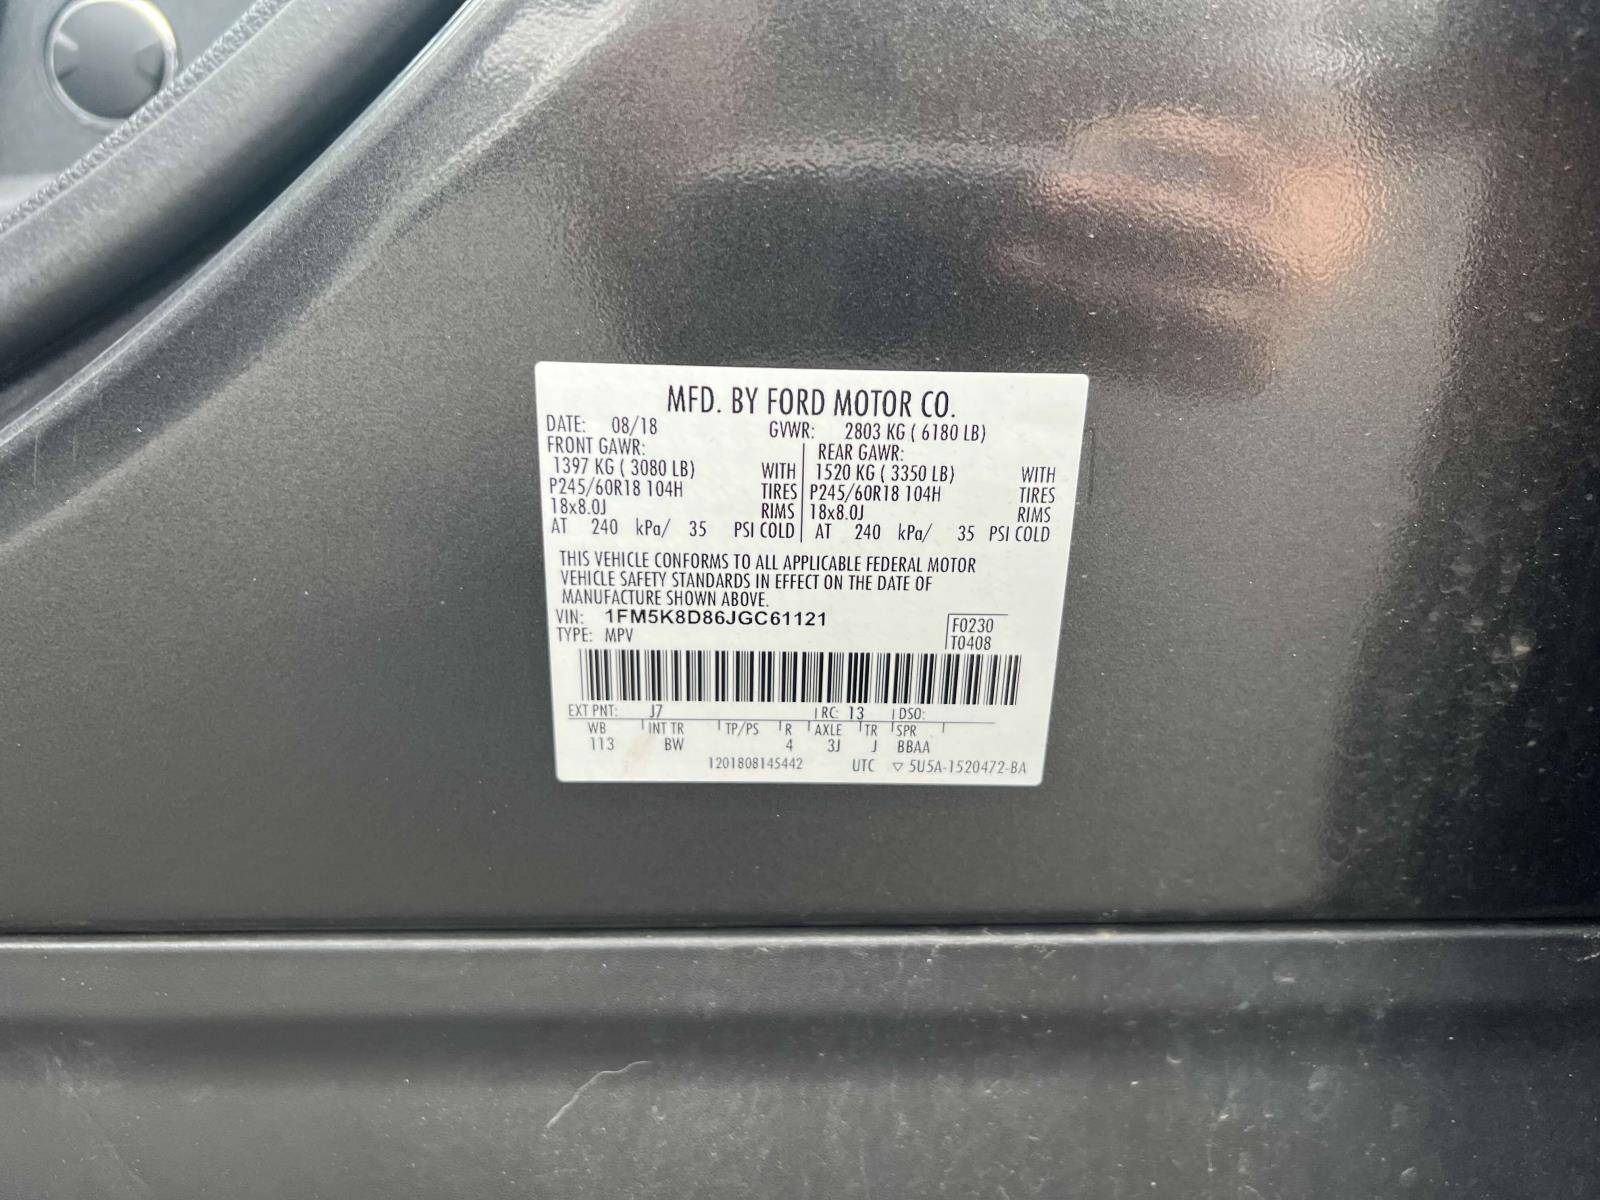 MFD. BY FORD MOTOR CO.
DATE: 08/18 GVWR: 2803 KG ( 6180 LB)
FRONT GAWR: REAR GAWR:
1397 KG ( 3080 LB) WITH 1520 KG ( 3350 LB) WITH
P245/60R18 104H TIRES P245/60R18 104H TIRES
18x8.0J RIMS 18x8.0J RIMS
AT 240 kPa/ 35 PSI COLD AT 240 kPa/ 35 PSI COLD
THIS VEHICLE CONFORMS TO ALL APPLICABLE FEDERAL MOTOR
VEHICLE SAFETY STANDARDS IN EFFECT ON THE DATE OF
MANUFACTURE SHOWN ABOVE.
VIN: 1FM5K8D86JGC61121 F0230
TYPE: MPV T0408
EXT PNT: J7 RC: 13 DSO:
WB INT TR TP/PS R AXLE TR SPR
113 BW 4 3J J BBAA
1201808145442 UTC ▽ 5U5A-1520472-BA